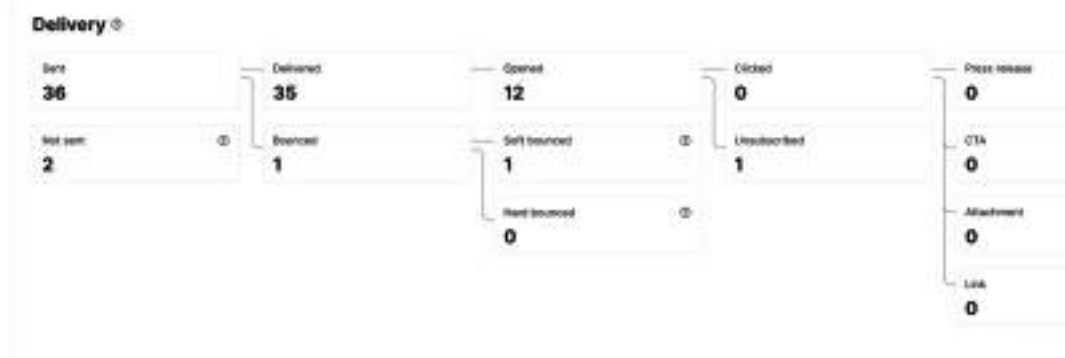 Delivery
Sent
36
Delivered
35
Opened
12
Clicked
0
Press release
0
Not sent
2
Bounced
1
Soft bounced
1
Unsubscribed
1
CTA
0
Hard bounced
0
Attachment
0
Link
0